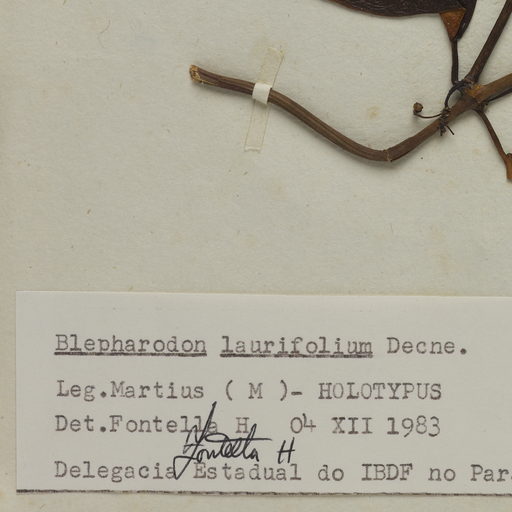 Blepharodon laurifolium Decne.
Leg.Martius ( M )- HOLOTYPUS
Det.Fontella H 04 XII 1983
Fontella H
Delegacia Estadual do IBDF no Par